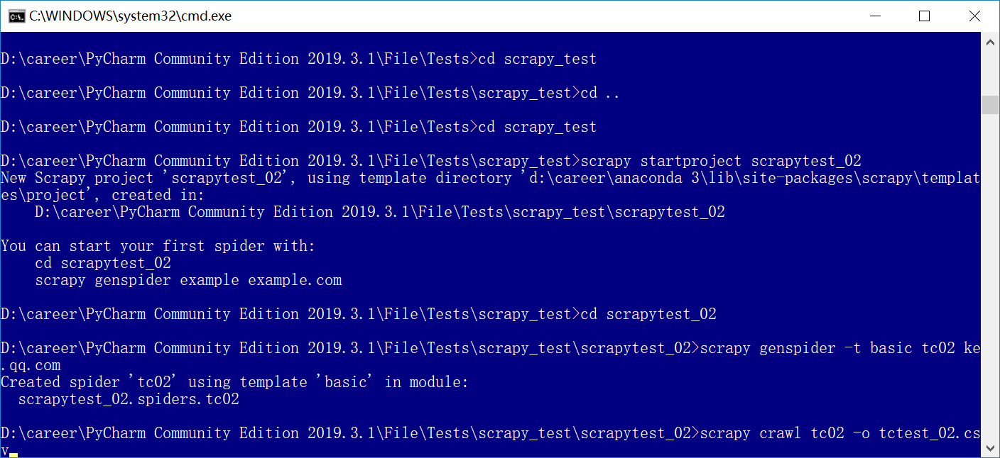 C:\WINDOWS\system32\cmd.exe
D:\career\PyCharm Community Edition 2019.3.1\File\Tests>cd scrapy_test
D:\career\PyCharm Community Edition 2019.3.1\File\Tests\scrapy_test>cd ..
D:\career\PyCharm Community Edition 2019.3.1\File\Tests>cd scrapy_test
D:\career\PyCharm Community Edition 2019.3.1\File\Tests\scrapy_test>scrapy startproject scrapytest_02
New Scrapy project 'scrapytest_02', using template directory 'd:\career\anaconda 3\lib\site-packages\scrapy\templat
es\project', created in:
    D:\career\PyCharm Community Edition 2019.3.1\File\Tests\scrapy_test\scrapytest_02
You can start your first spider with:
    cd scrapytest_02
    scrapy genspider example example.com
D:\career\PyCharm Community Edition 2019.3.1\File\Tests\scrapy_test>cd scrapytest_02
D:\career\PyCharm Community Edition 2019.3.1\File\Tests\scrapy_test\scrapytest_02>scrapy genspider -t basic tc02 ke
.qq.com
Created spider 'tc02' using template 'basic' in module:
  scrapytest_02.spiders.tc02
D:\career\PyCharm Community Edition 2019.3.1\File\Tests\scrapy_test\scrapytest_02>scrapy crawl tc02 -o tctest_02.cs
v